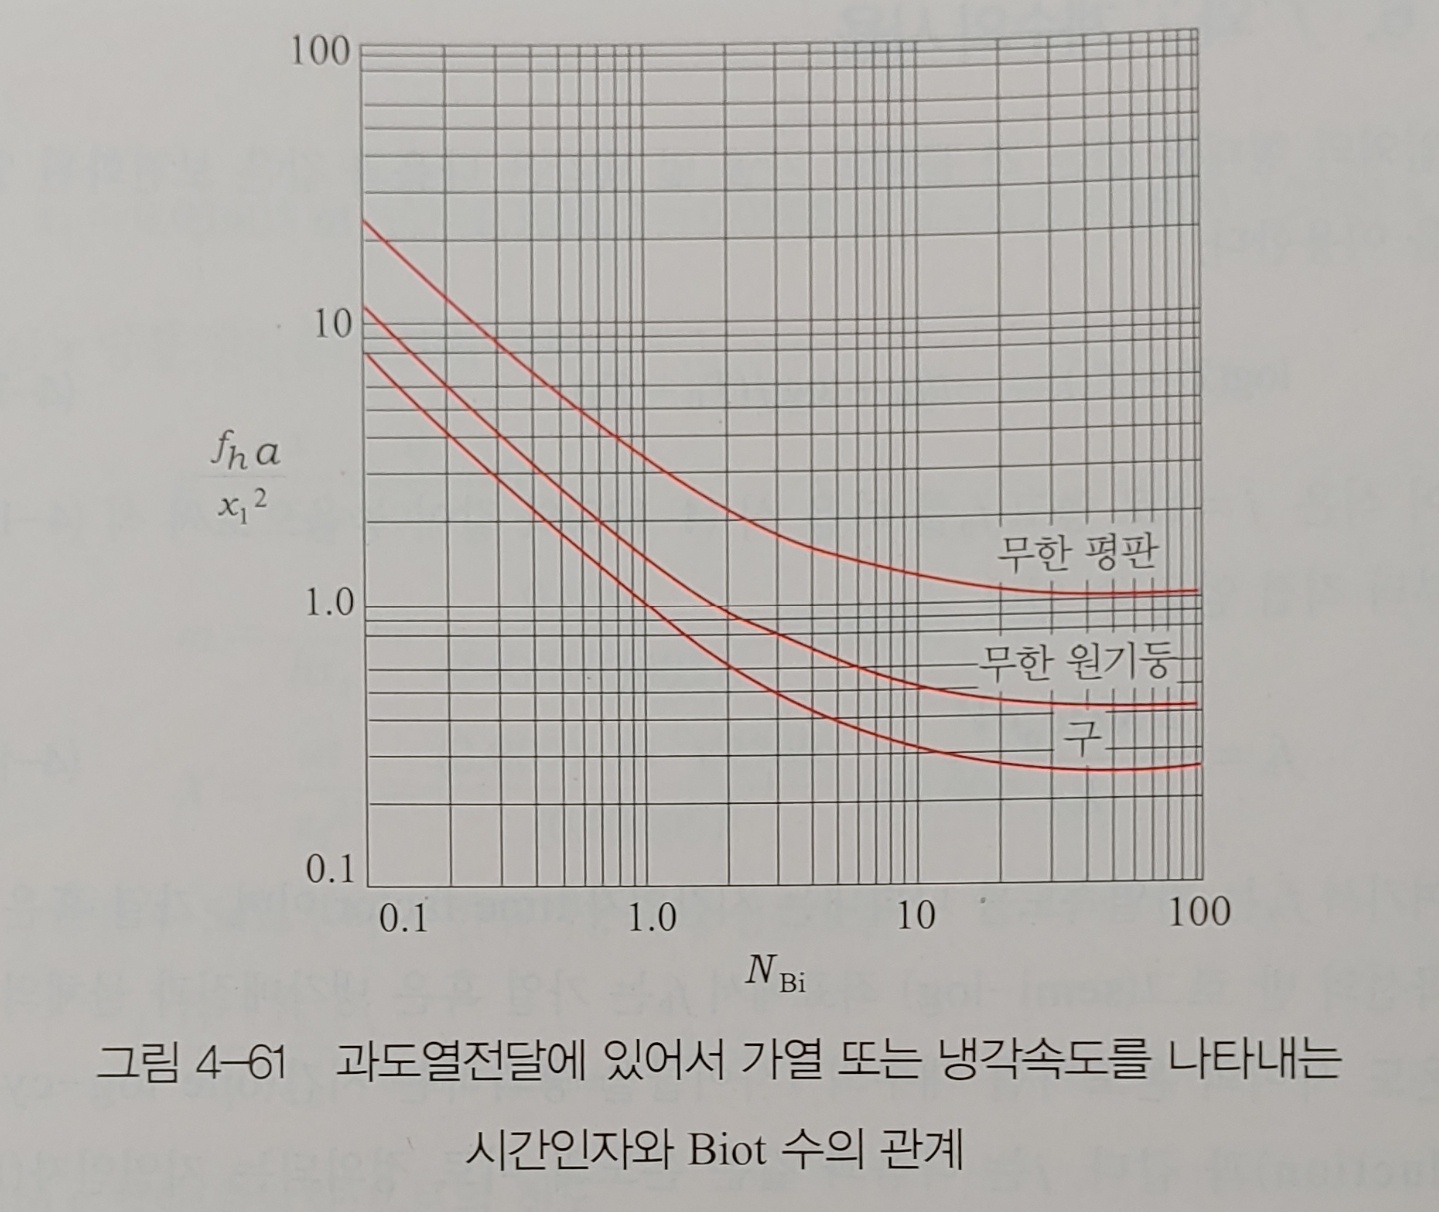 100
10
f_h a
x_1^2
1.0
0.1
무한 평판
무한 원기둥
구
0.1 1.0 10 100
N_Bi
그림 4-61 과도열전달에 있어서 가열 또는 냉각속도를 나타내는
시간인자와 Biot 수의 관계